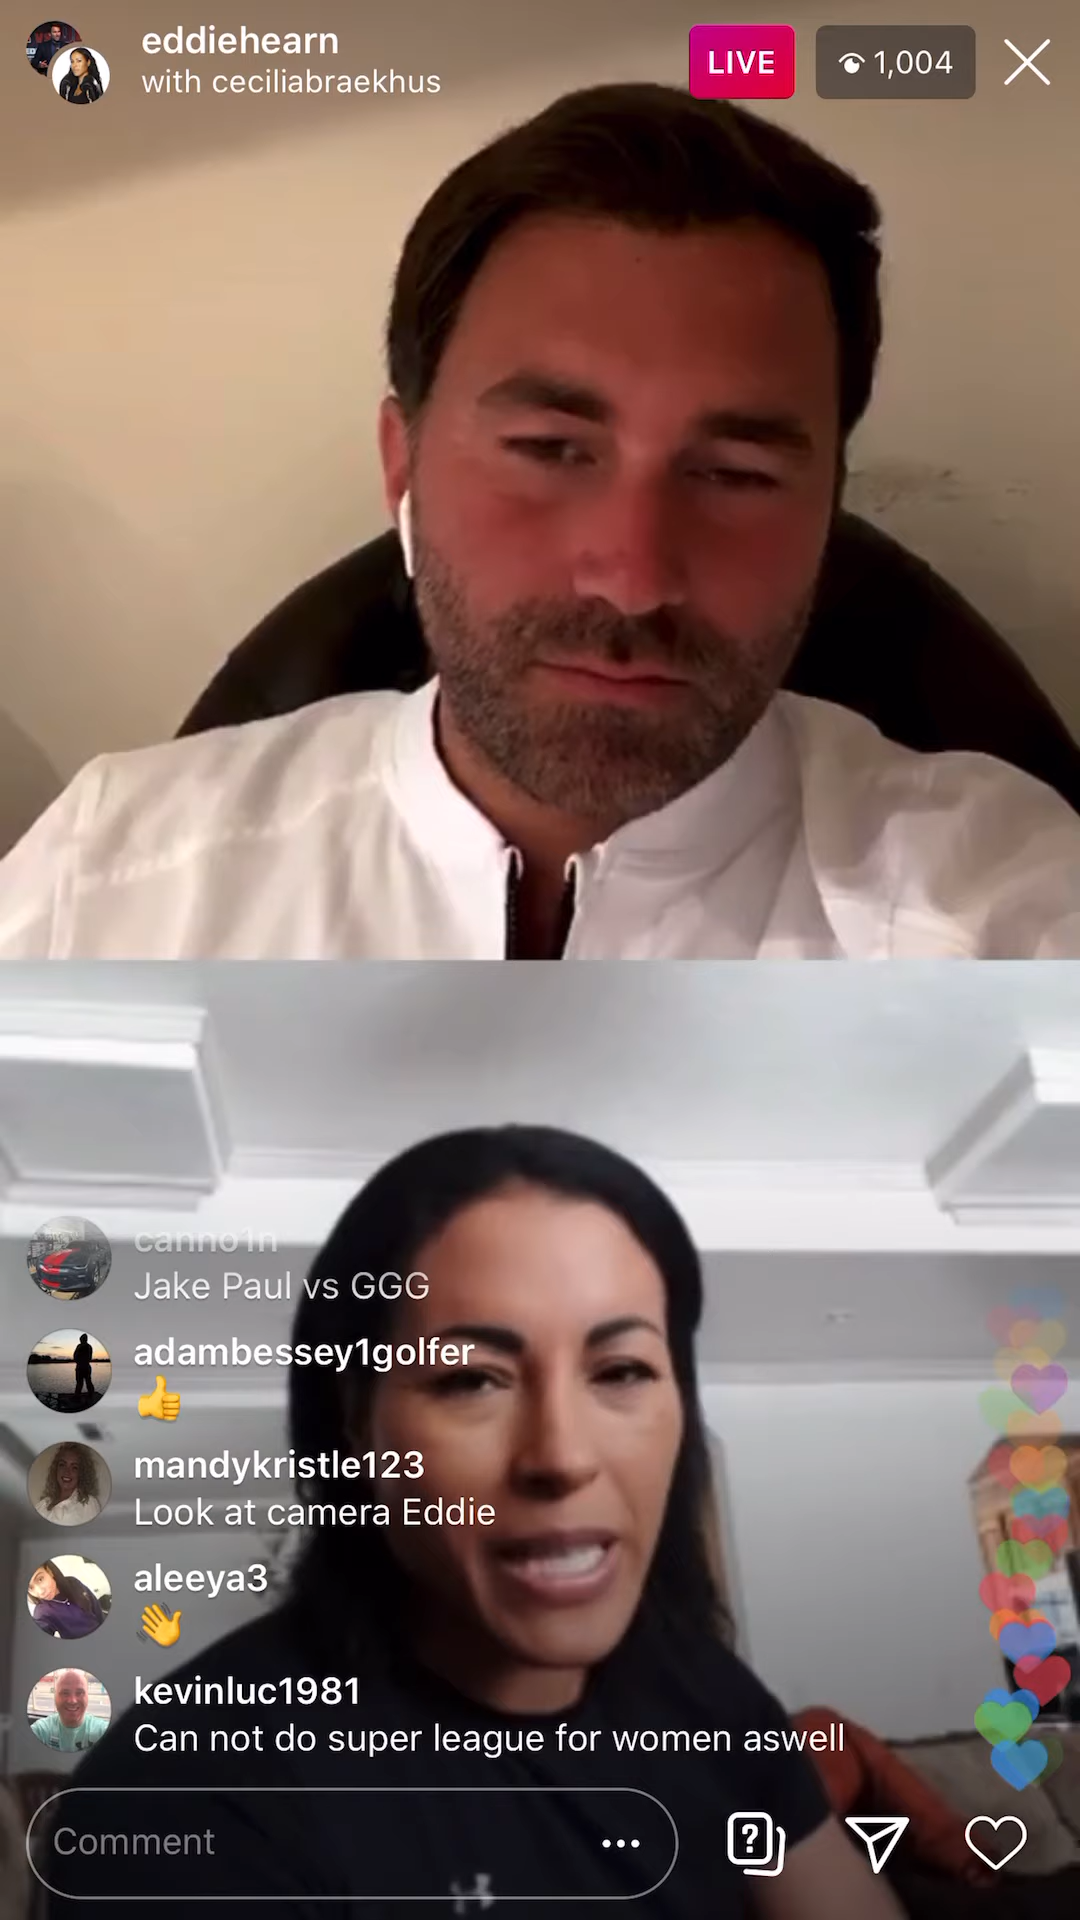 eddiehearn
with ceciliabraekhus
LIVE
1,004
canno1n
Jake Paul vs GGG
adambessey1golfer
👍
mandykristle123
Look at camera Eddie
aleeya3
👋
kevinluc1981
Can not do super league for women aswell
Comment